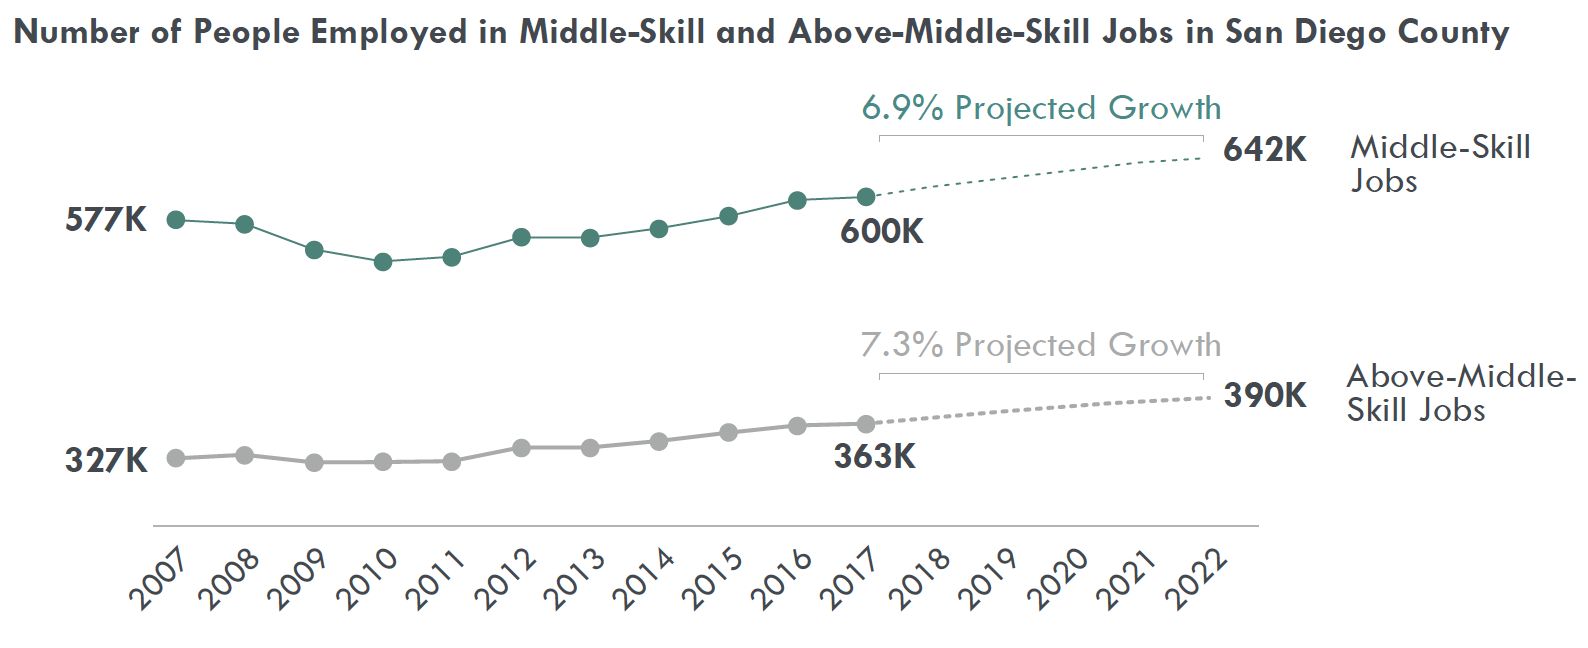 Number of People Employed in Middle-Skill and Above-Middle-Skill Jobs in San Diego County
6.9% Projected Growth
642K
Middle-Skill
Jobs
577K
600K
7.3% Projected Growth
390K
Above-Middle-
Skill Jobs
327K
363K
2007
2008
2009
2010
2011
2012
2013
2014
2015
2016
2017
2018
2019
2020
2021
2022